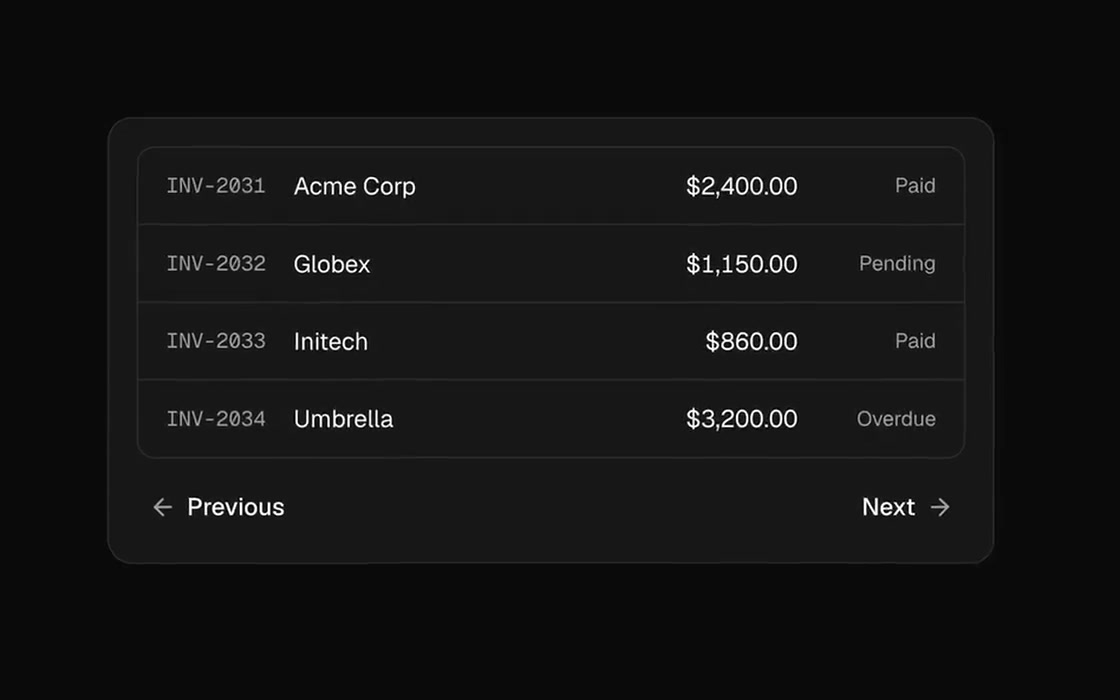 INV-2031 Acme Corp $2,400.00 Paid
INV-2032 Globex $1,150.00 Pending
INV-2033 Initech $860.00 Paid
INV-2034 Umbrella $3,200.00 Overdue
← Previous Next →